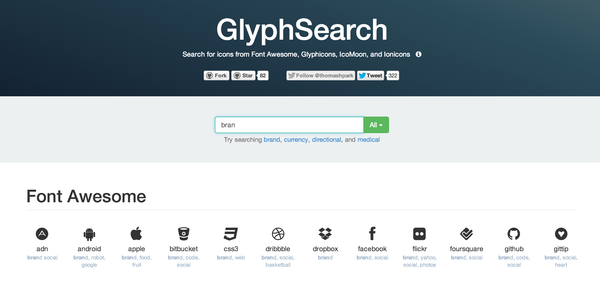 GlyphSearch
Search for icons from Font Awesome, Glyphicons, IcoMoon, and Ionicons
Fork Star 82 Follow @thomashpark Tweet 322
bran All
Try searching brand, currency, directional, and medical
Font Awesome
adn android apple bitbucket css3 dribbble dropbox facebook flickr foursquare github gittip
brand social brand, robot, brand, food, brand, code, brand, web brand, social, brand brand, social brand, yahoo, brand, social brand, code, brand, social,
google fruit social basketball social, photos social heart